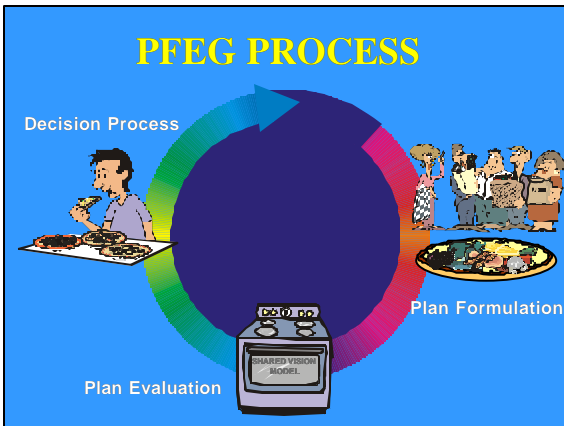 PFEG PROCESS
Decision Process
Plan Formulation
SHARED VISION
MODEL
Plan Evaluation